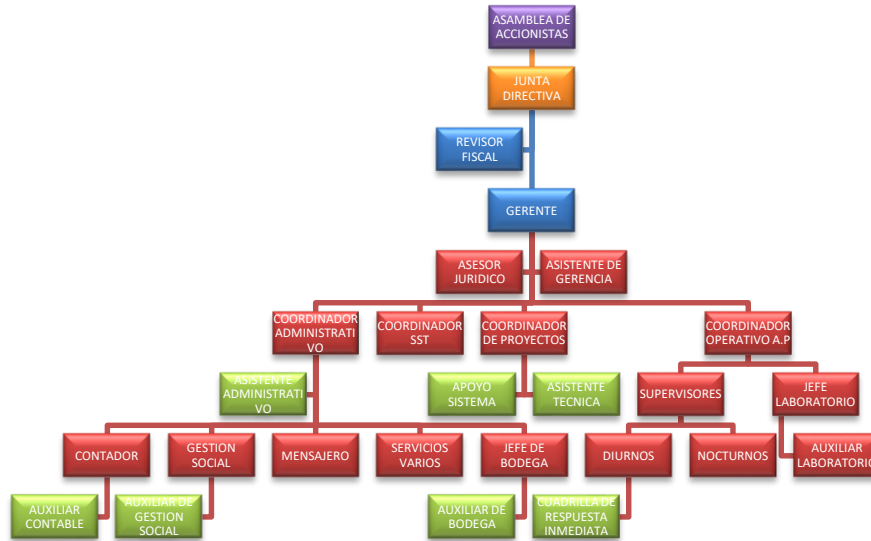 ASAMBLEA DE
ACCIONISTAS
JUNTA
DIRECTIVA
REVISOR
FISCAL
GERENTE
ASESOR
JURIDICO
ASISTENTE DE
GERENCIA
COORDINADOR
ADMINISTRATI
VO
COORDINADOR
SST
COORDINADOR
DE PROYECTOS
COORDINADOR
OPERATIVO A.P
ASISTENTE
ADMINISTRATI
VO
APOYO
SISTEMA
ASISTENTE
TECNICA
SUPERVISORES
JEFE
LABORATORIO
CONTADOR
GESTION
SOCIAL
MENSAJERO
SERVICIOS
VARIOS
JEFE DE
BODEGA
DIURNOS
NOCTURNOS
AUXILIAR
LABORATORIO
AUXILIAR
CONTABLE
AUXILIAR DE
GESTION
SOCIAL
AUXILIAR DE
BODEGA
CUADRILLA DE
RESPUESTA
INMEDIATA